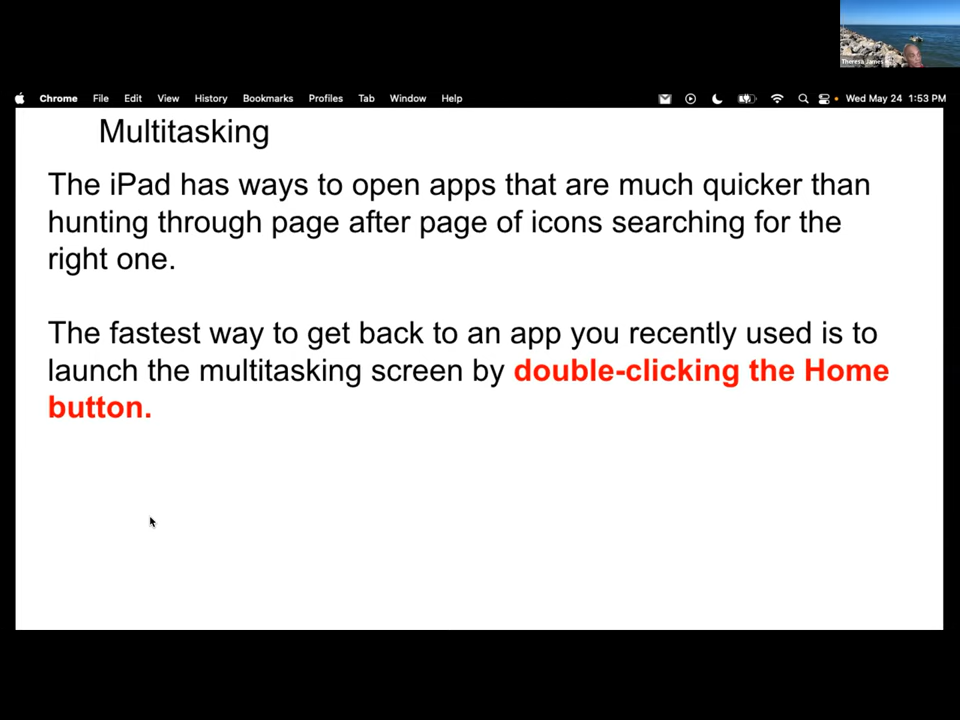 Theresa James
Chrome File Edit View History Bookmarks Profiles Tab Window Help Wed May 24 1:53 PM
Multitasking
The iPad has ways to open apps that are much quicker than
hunting through page after page of icons searching for the
right one.
The fastest way to get back to an app you recently used is to
launch the multitasking screen by double-clicking the Home
button.